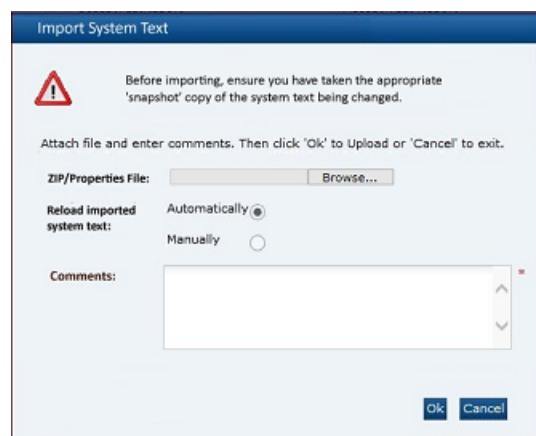 Import System Text
Before importing, ensure you have taken the appropriate
'snapshot' copy of the system text being changed.
Attach file and enter comments. Then click 'Ok' to Upload or 'Cancel' to exit.
ZIP/Properties File:
Browse...
Reload imported
system text:
Automatically
Manually
Comments:
*
Ok
Cancel